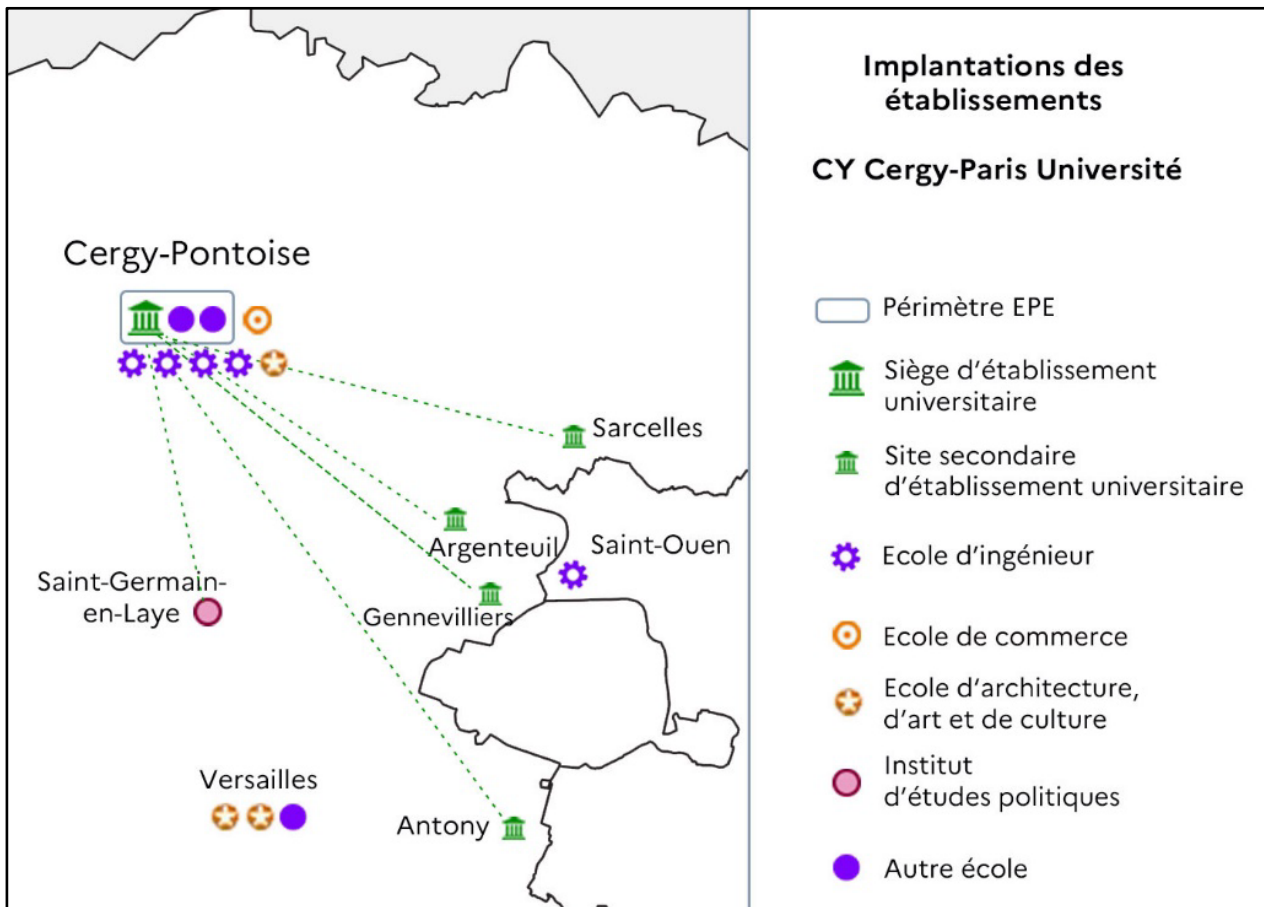 Implantations des
établissements
CY Cergy-Paris Université
Cergy-Pontoise
Sarcelles
Argenteuil
Saint-Ouen
Saint-Germain-
en-Laye
Gennevilliers
Versailles
Antony
Périmètre EPE
Siège d'établissement
universitaire
Site secondaire
d'établissement universitaire
Ecole d'ingénieur
Ecole de commerce
Ecole d'architecture,
d'art et de culture
Institut
d'études politiques
Autre école